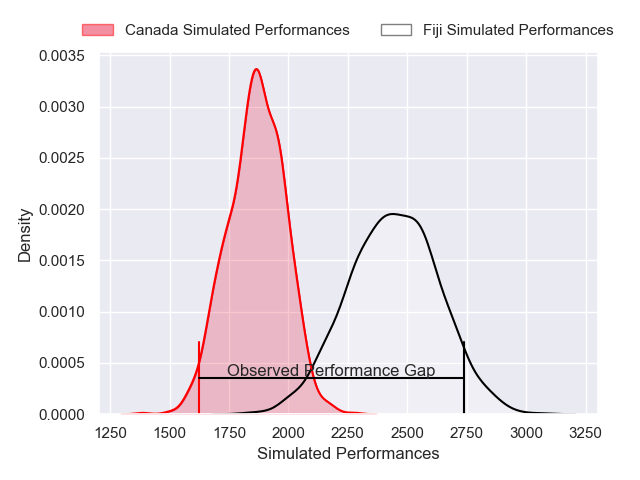 Canada Simulated Performances Fiji Simulated Performances
0.0035
0.0030
0.0025
0.0020
0.0015
0.0010
0.0005
0.0000
Density
Observed Performance Gap
1250 1500 1750 2000 2250 2500 2750 3000 3250
Simulated Performances